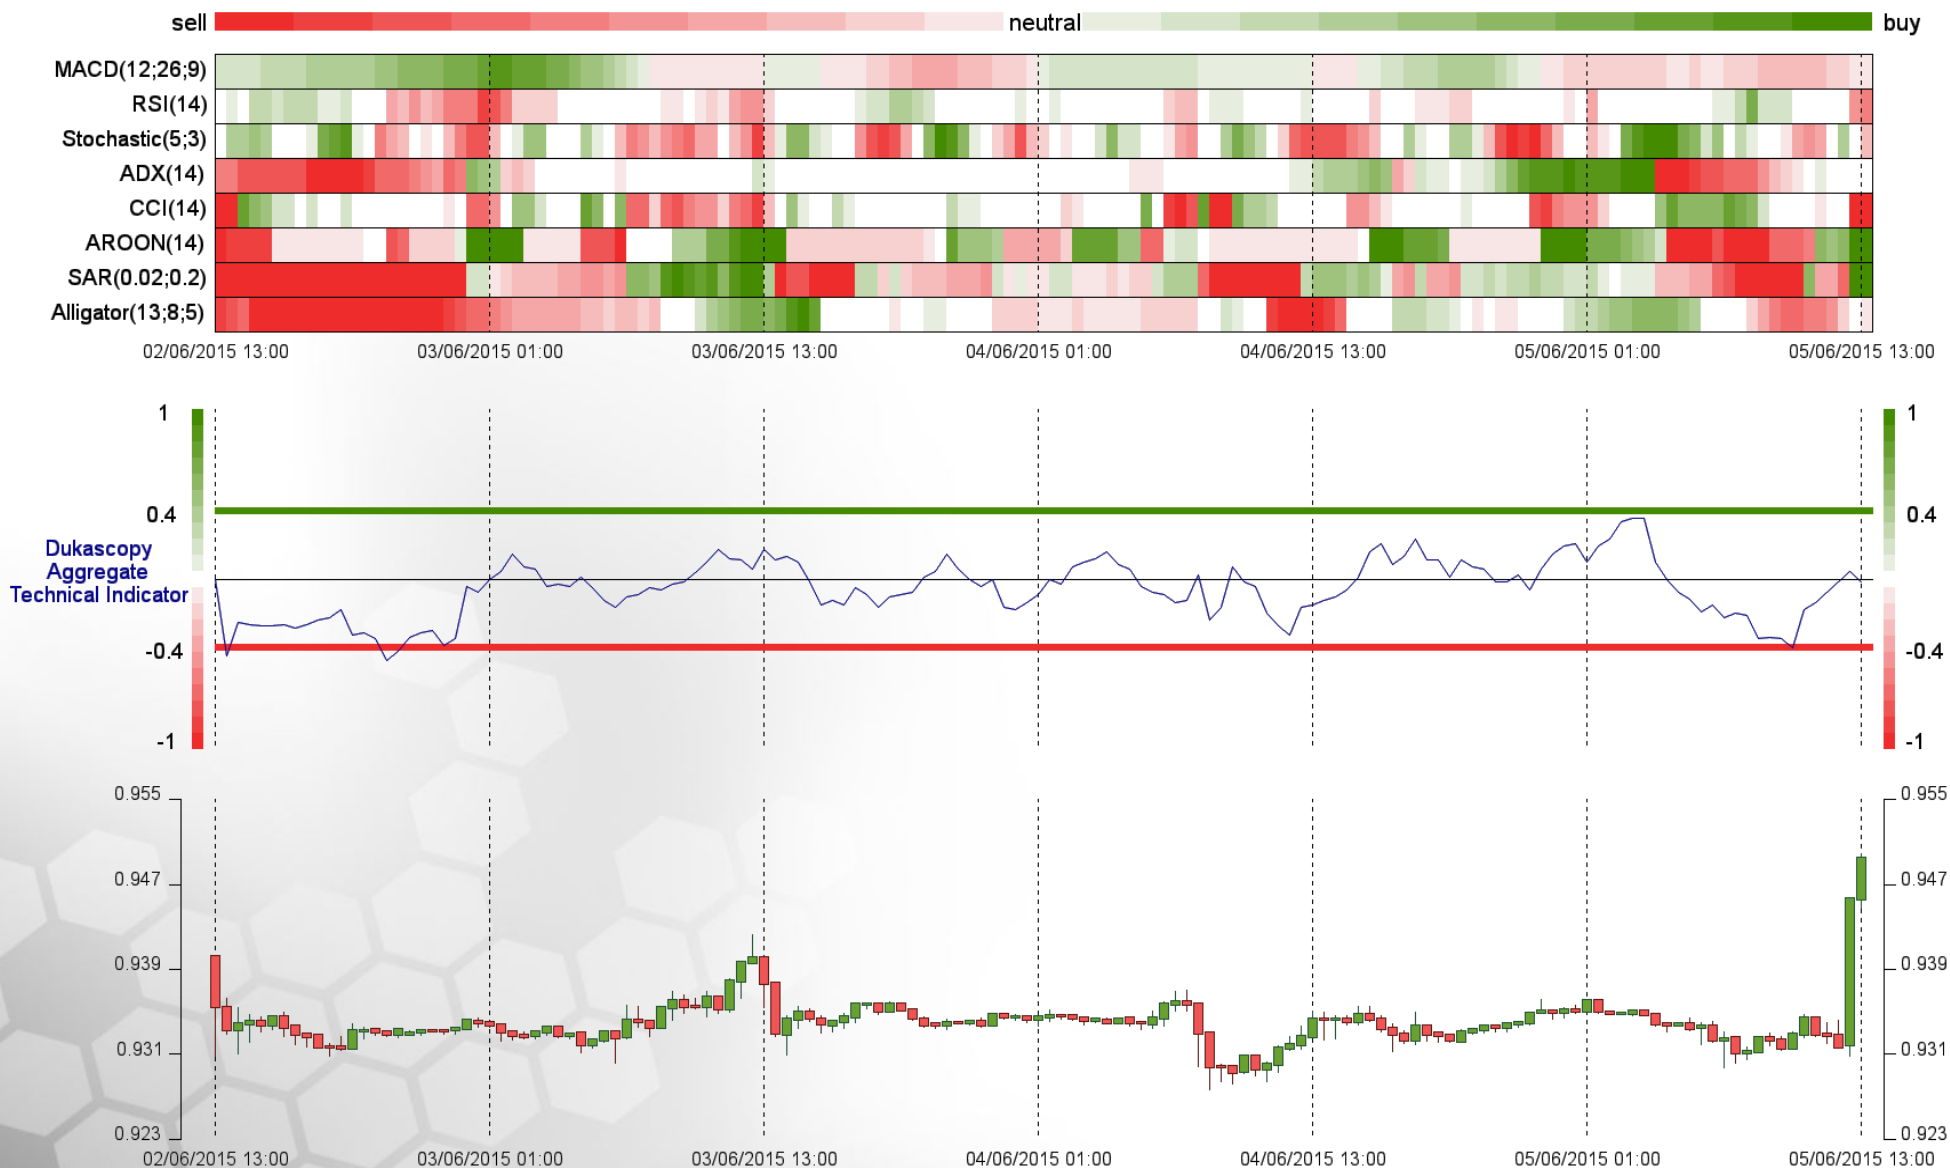 sell neutral buy
MACD(12;26;9)
RSI(14)
Stochastic(5;3)
ADX(14)
CCI(14)
AROON(14)
SAR(0.02;0.2)
Alligator(13;8;5)
02/06/2015 13:00 03/06/2015 01:00 03/06/2015 13:00 04/06/2015 01:00 04/06/2015 13:00 05/06/2015 01:00 05/06/2015 13:00
1 1
0.4 0.4
Dukascopy
Aggregate
Technical Indicator
-0.4 -0.4
-1 -1
0.955 0.955
0.947 0.947
0.939 0.939
0.931 0.931
0.923 0.923
02/06/2015 13:00 03/06/2015 01:00 03/06/2015 13:00 04/06/2015 01:00 04/06/2015 13:00 05/06/2015 01:00 05/06/2015 13:00